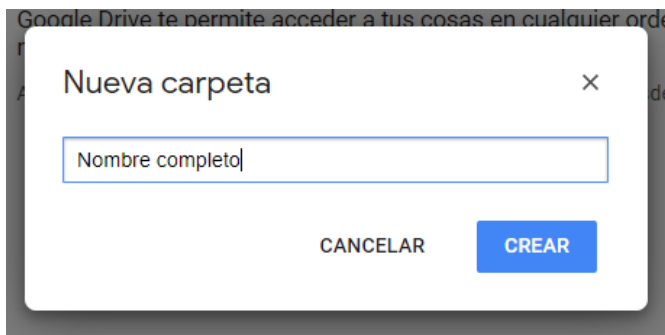 Google Drive te permite acceder a tus cosas en cualquier orde
Nueva carpeta
Nombre completo
CANCELAR
CREAR